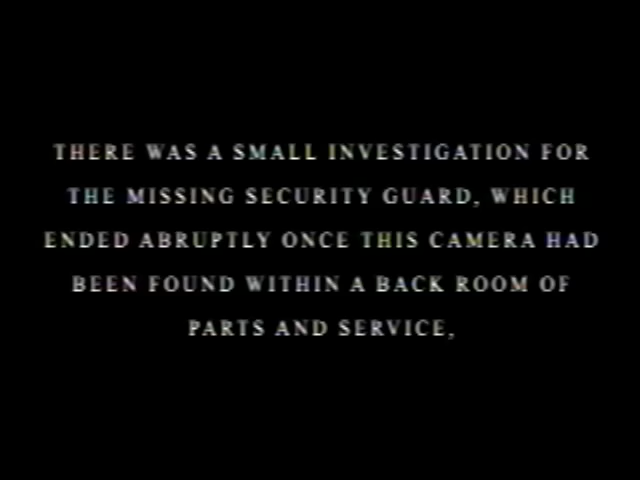 THERE WAS A SMALL INVESTIGATION FOR
THE MISSING SECURITY GUARD, WHICH
ENDED ABRUPTLY ONCE THIS CAMERA HAD
BEEN FOUND WITHIN A BACK ROOM OF
PARTS AND SERVICE,